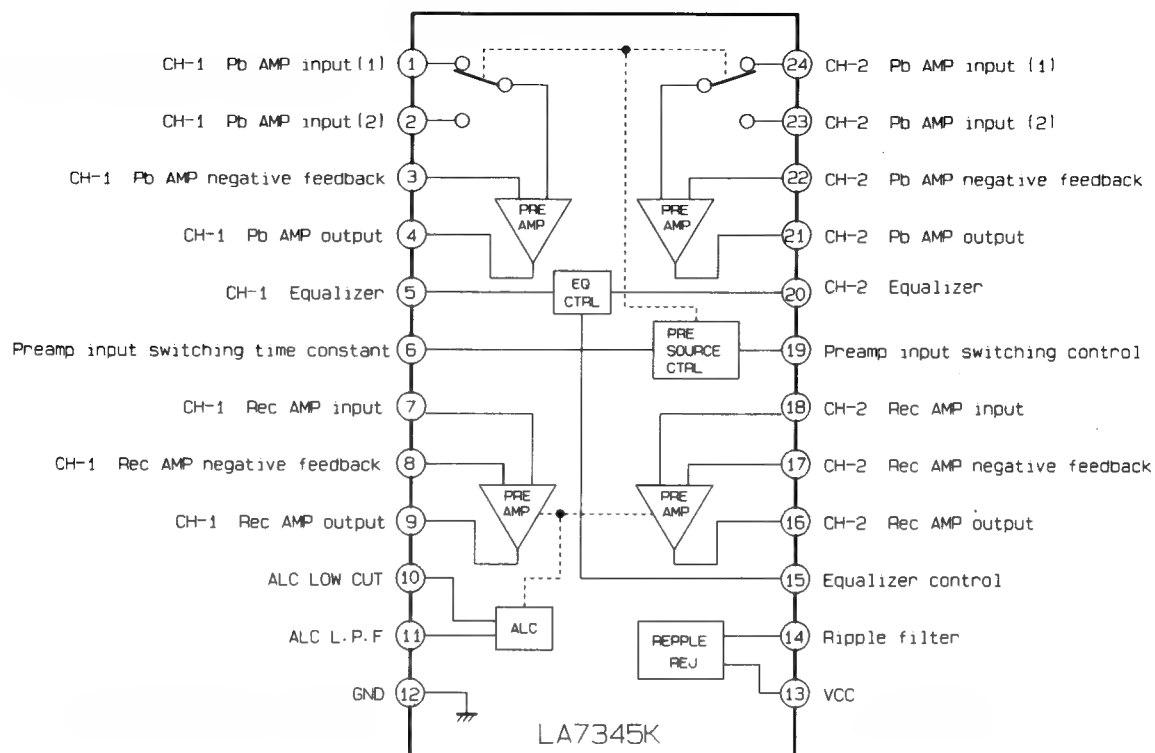 CH-1 Pb AMP input(1) 1
CH-1 Pb AMP input(2) 2
CH-1 Pb AMP negative feedback 3
CH-1 Pb AMP output 4
CH-1 Equalizer 5
Preamp input switching time constant 6
CH-1 Rec AMP input 7
CH-1 Rec AMP negative feedback 8
CH-1 Rec AMP output 9
ALC LOW CUT 10
ALC L.P.F 11
GND 12
PRE
AMP
PRE
AMP
EQ
CTRL
PRE
SOURCE
CTRL
PRE
AMP
PRE
AMP
ALC
REPPLE
REJ
LA7345K
24 CH-2 Pb AMP input (1)
23 CH-2 Pb AMP input (2)
22 CH-2 Pb AMP negative feedback
21 CH-2 Pb AMP output
20 CH-2 Equalizer
19 Preamp input switching control
18 CH-2 Rec AMP input
17 CH-2 Rec AMP negative feedback
16 CH-2 Rec AMP output
15 Equalizer control
14 Ripple filter
13 VCC